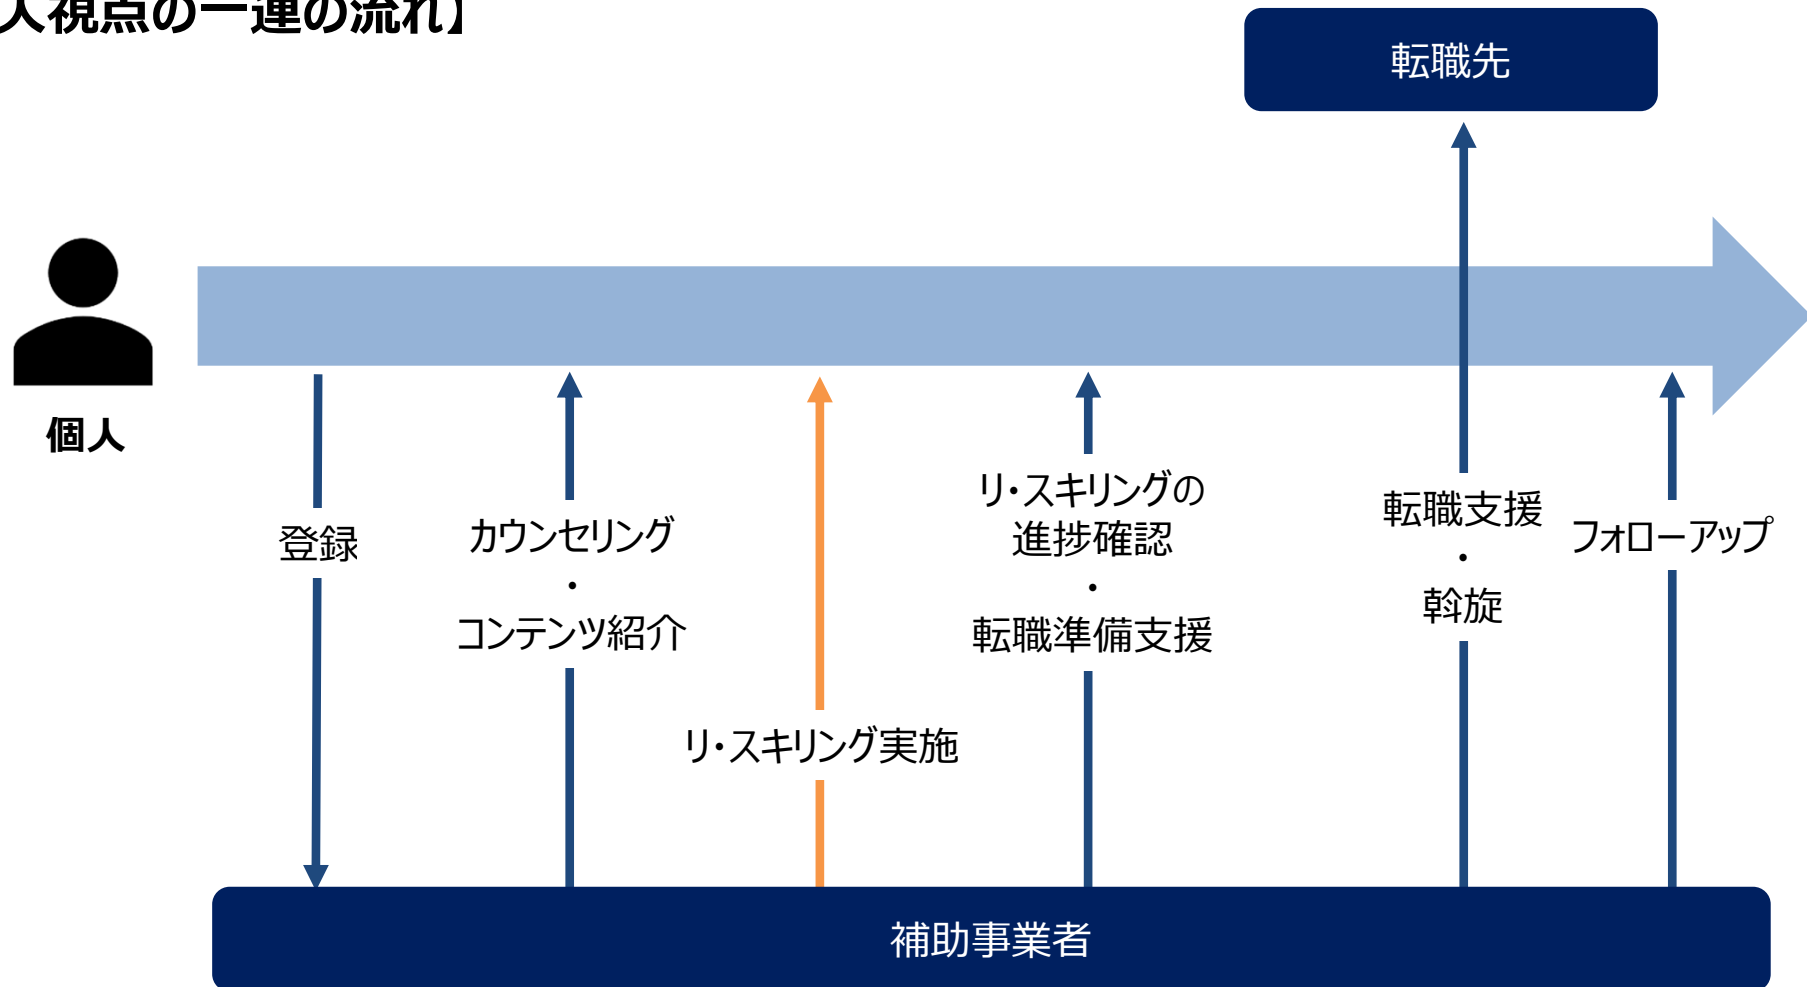 人視点の一連の流れ】
転職先
個人
登録
カウンセリング
・
コンテンツ紹介
リ・スキリング実施
リ・スキリングの
進捗確認
・
転職準備支援
転職支援
・
斡旋
フォローアップ
補助事業者